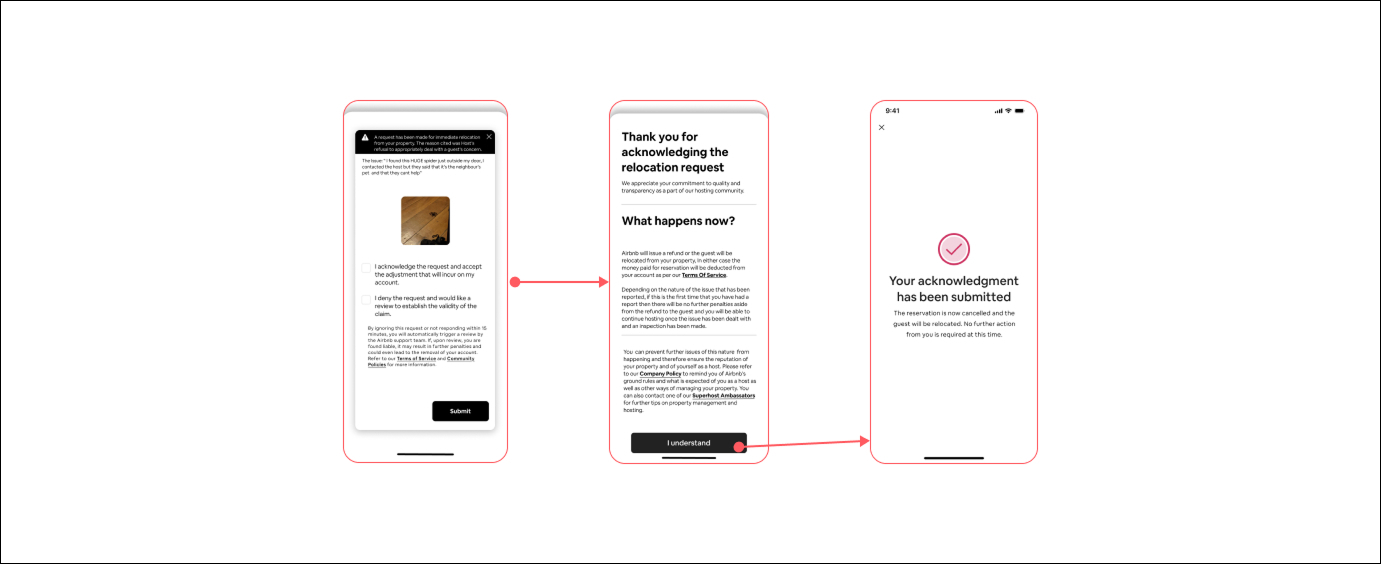 A request has been made for immediate relocation
from your property. The reason cited was Host's
refusal to appropriately deal with a guest's concern.
The issue: "I found this HUGE spider just outside my door, I
contacted the host but they said that it's the neighbour's
pet and that they cant help"
I acknowledge the request and accept
the adjustment that will incur on my
account.
I deny the request and would like a
review to establish the validity of the
claim.
By ignoring this request or not responding within 15
minutes, you will automatically trigger a review by
the Airbnb support team. If, upon review, you are
found liable, it may result in further penalties and
could even lead to the removal of your account.
Refer to our Terms of Service and Community
Policies for more information.
Submit
Thank you for
acknowledging the
relocation request
We appreciate your commitment to quality and
transparency as a part of our hosting community.
What happens now?
Airbnb will issue a refund or the guest will be
relocated from your property, In either case the
money paid for reservation will be deducted from
your account as per our Terms Of Service.
Depending on the nature of the issue that has been
reported, if this is the first time that you have had a
report then there will be no further penalties aside
from the refund to the guest and you will be able to
continue hosting once the issue has been dealt with
and an inspection has been made.
You can prevent further issues of this nature from
happening and therefore ensure the reputation of
your property and of yourself as a host. Please refer
to our Company Policy to remind you of Airbnb's
ground rules and what is expected of you as a host as
well as other ways of managing your property. You
can also contact one of our Superhost Ambassadors
for further tips on property management and
hosting.
I understand
9:41
Your acknowledgment
has been submitted
The reservation is now cancelled and the
guest will be relocated. No further action
from you is required at this time.